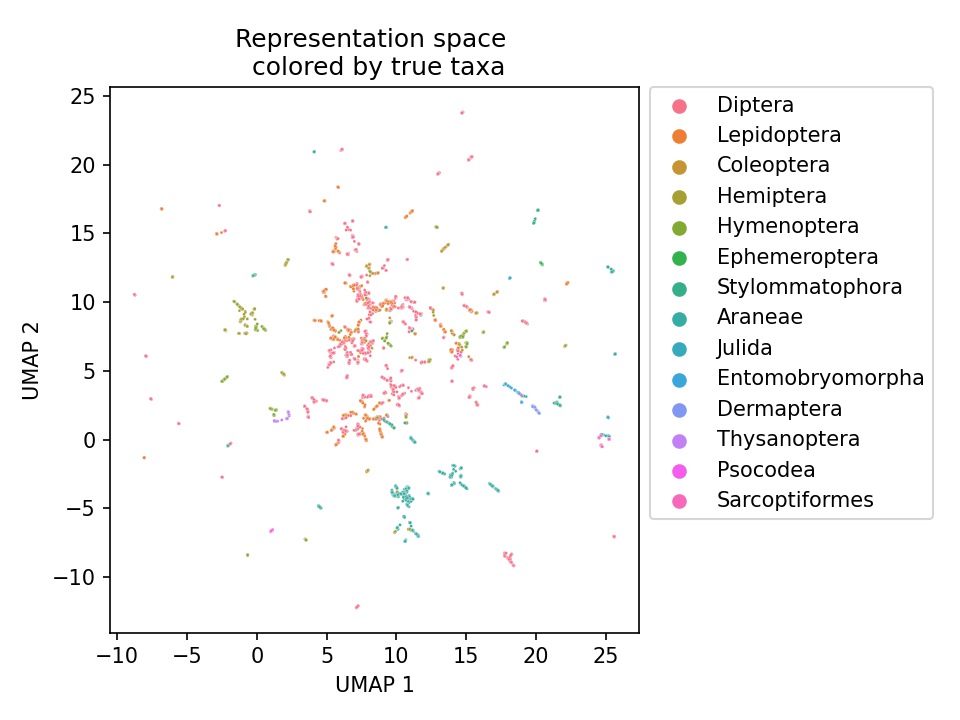 Representation space
colored by true taxa
25
20
15
10
5
0
−5
−10
UMAP 2
−10
−5
0
5
10
15
20
25
UMAP 1
Diptera
Lepidoptera
Coleoptera
Hemiptera
Hymenoptera
Ephemeroptera
Stylommatophora
Araneae
Julida
Entomobryomorpha
Dermaptera
Thysanoptera
Psocodea
Sarcoptiformes